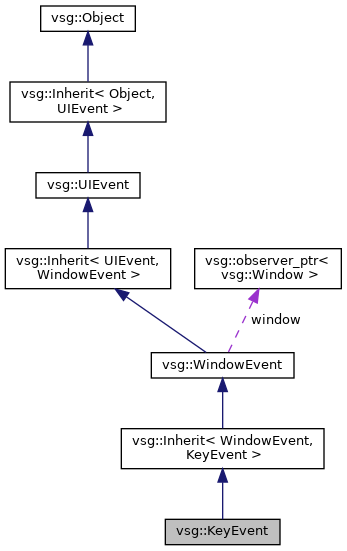 vsg::Object
vsg::Inherit< Object,
UIEvent >
vsg::UIEvent
vsg::Inherit< UIEvent,
WindowEvent >
vsg::observer_ptr<
vsg::Window >
window
vsg::WindowEvent
vsg::Inherit< WindowEvent,
KeyEvent >
vsg::KeyEvent